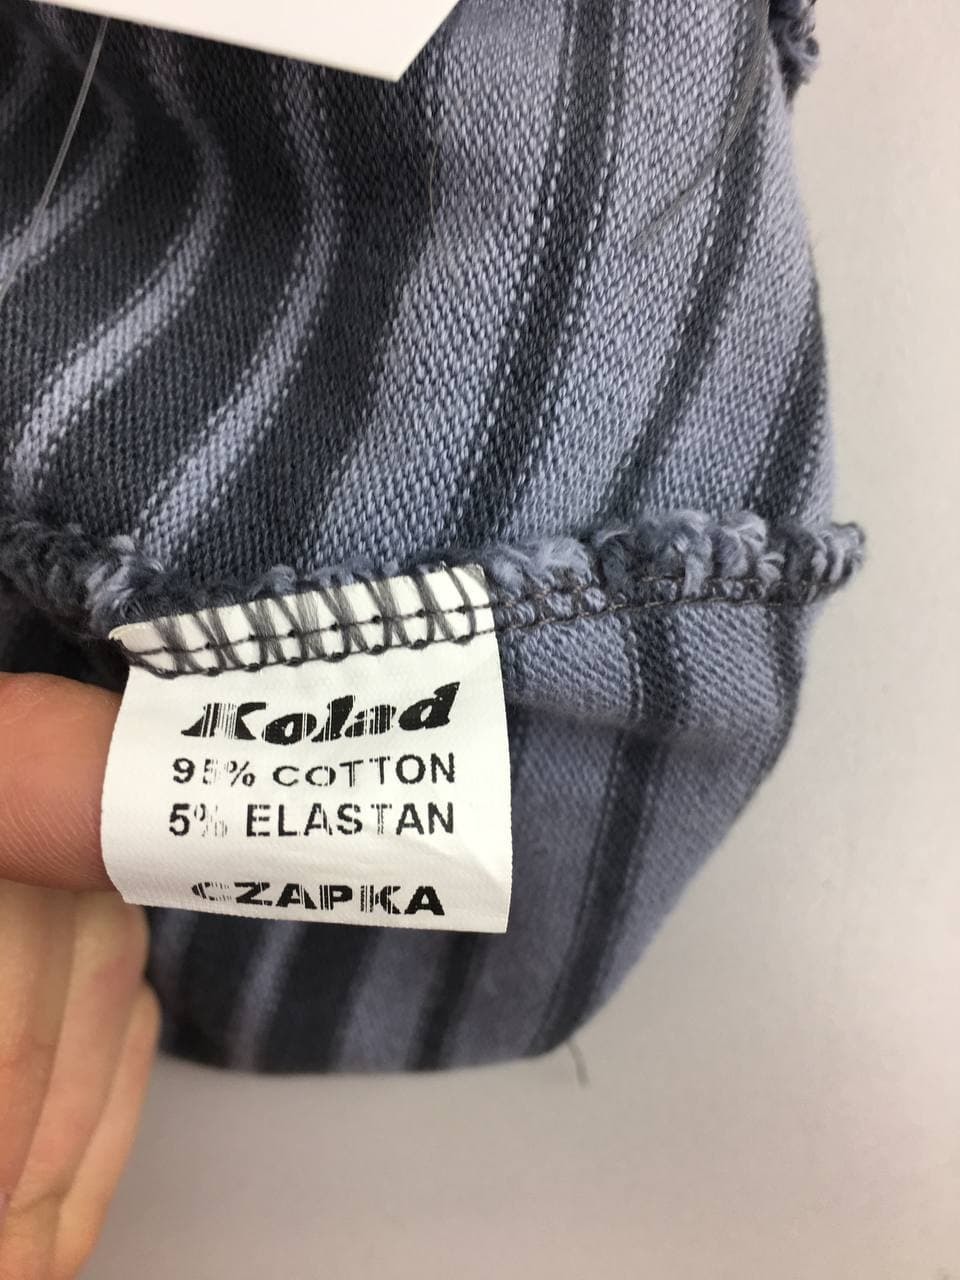 Kolad
95% COTTON
5% ELASTAN
CZAPKA